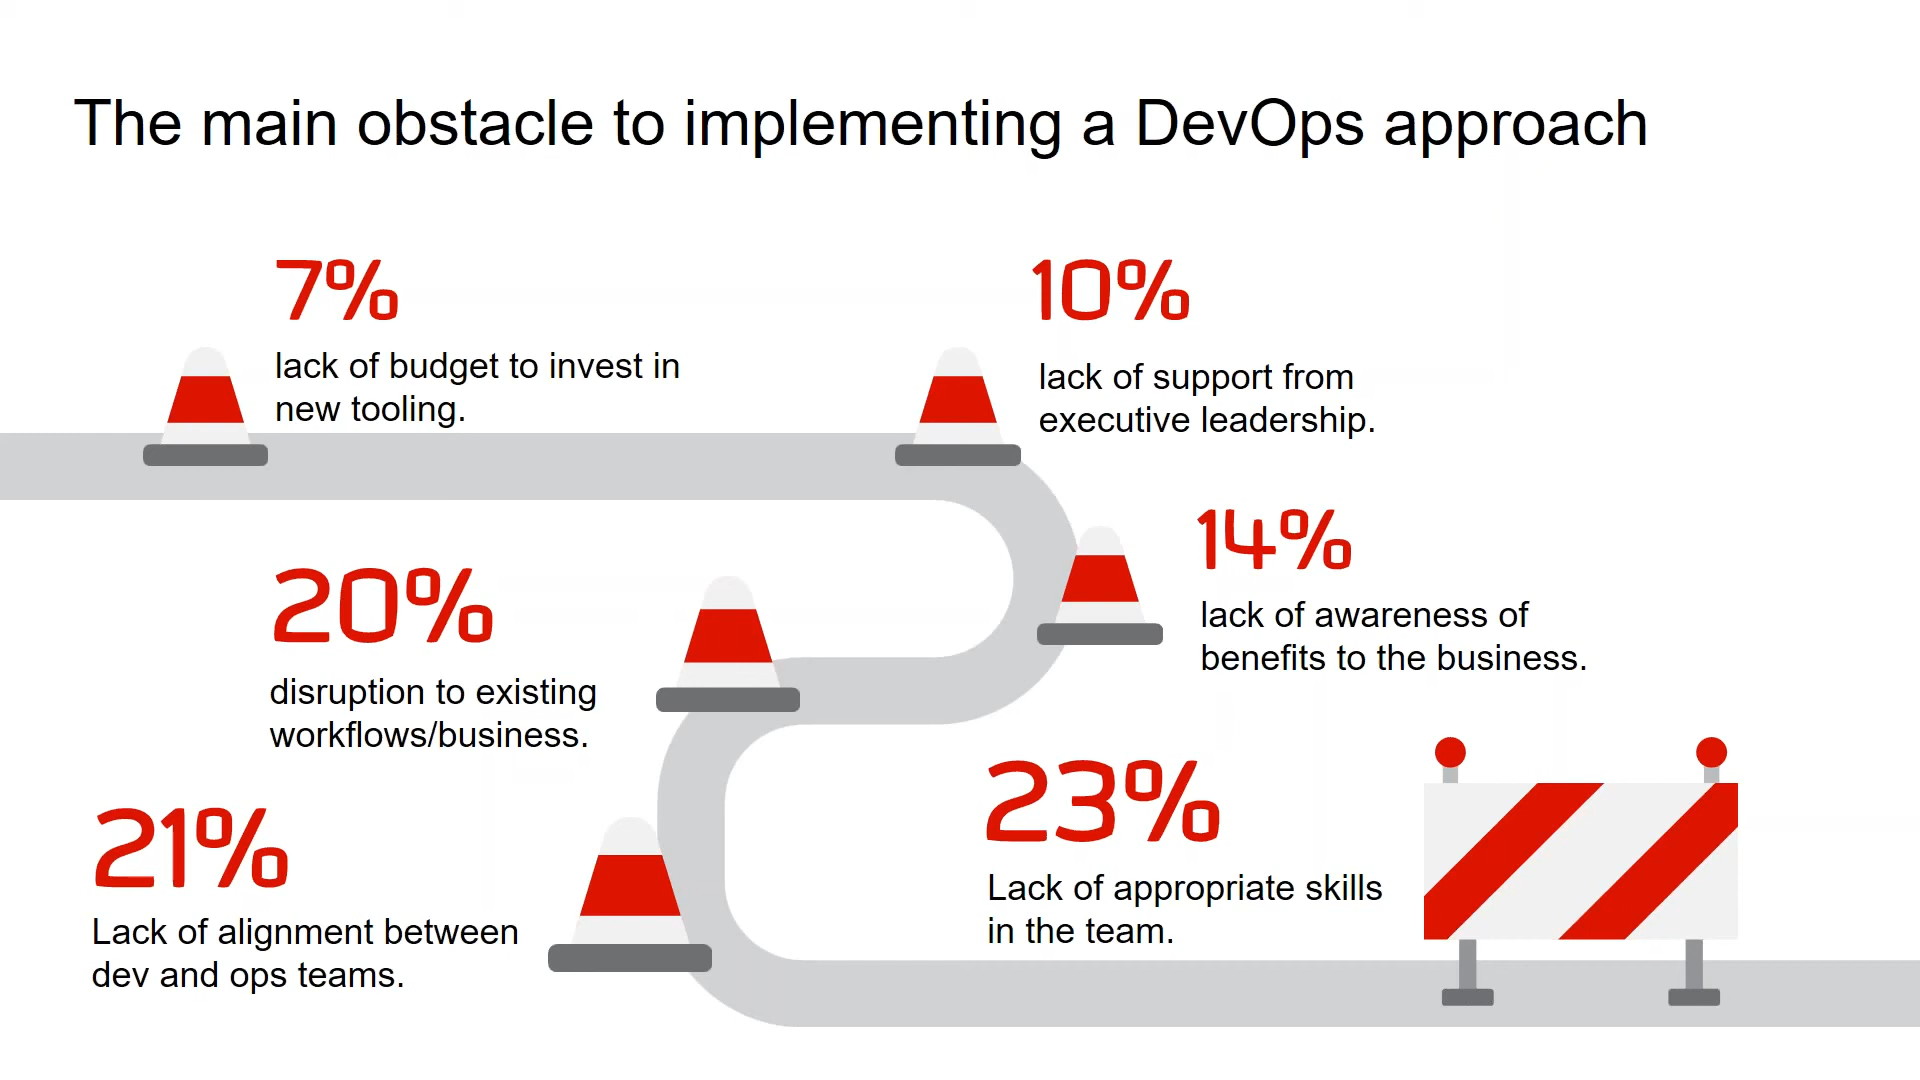 The main obstacle to implementing a DevOps approach
7%
lack of budget to invest in
new tooling.
10%
lack of support from
executive leadership.
14%
lack of awareness of
benefits to the business.
20%
disruption to existing
workflows/business.
21%
Lack of alignment between
dev and ops teams.
23%
Lack of appropriate skills
in the team.